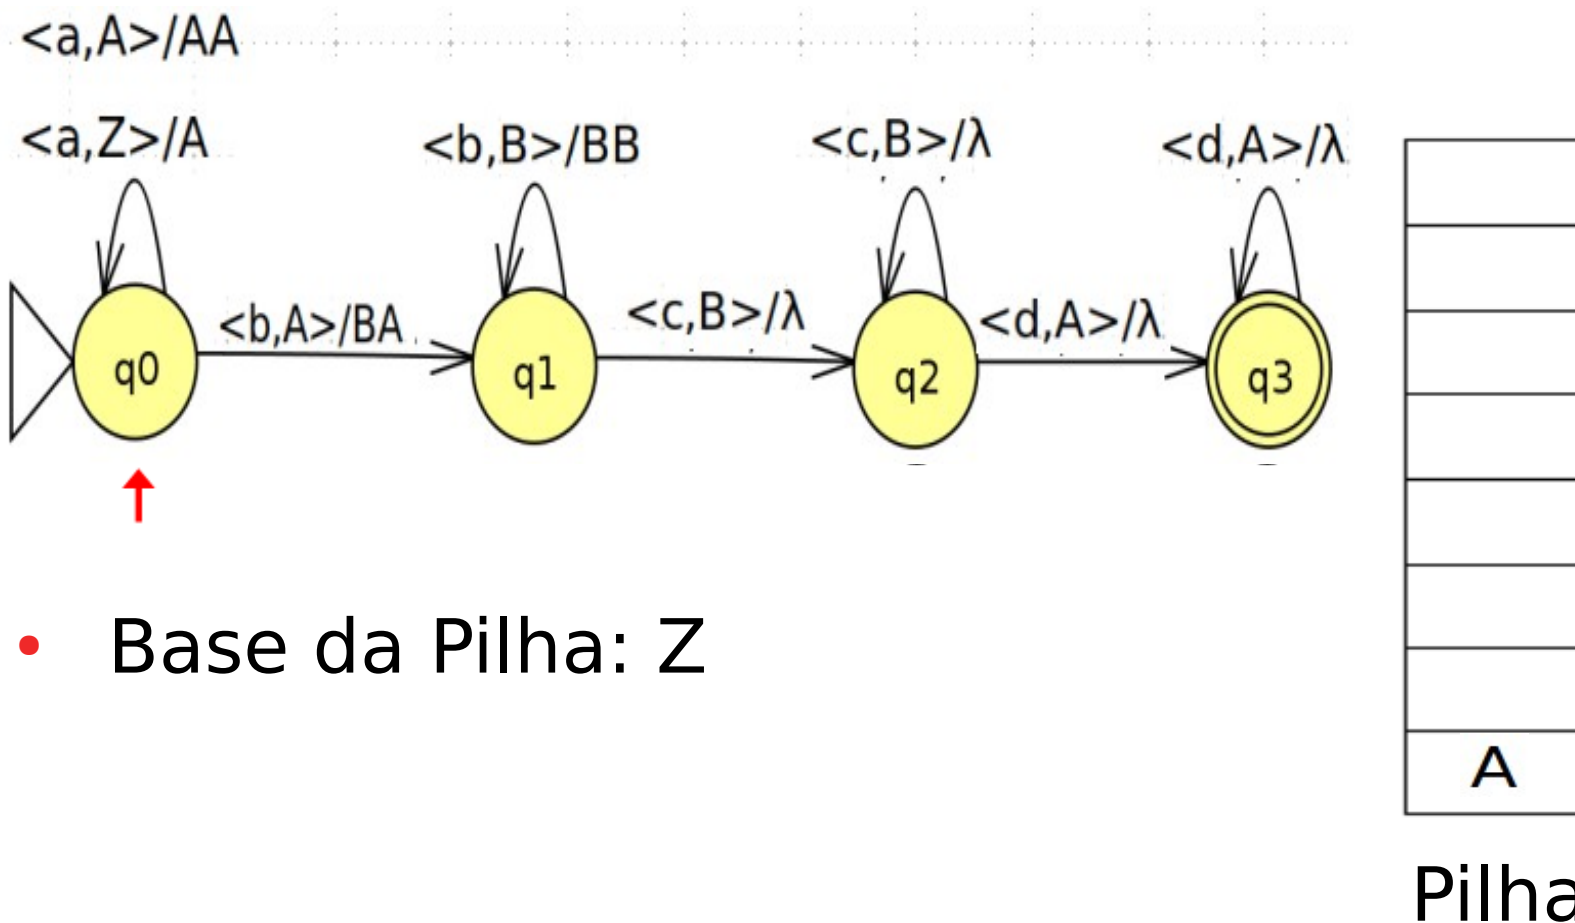 <a,A>/AA
<a,Z>/A
<b,B>/BB
<c,B>/λ
<d,A>/λ
<b,A>/BA
<c,B>/λ
<d,A>/λ
q0
q1
q2
q3
• Base da Pilha: Z
A
Pilha